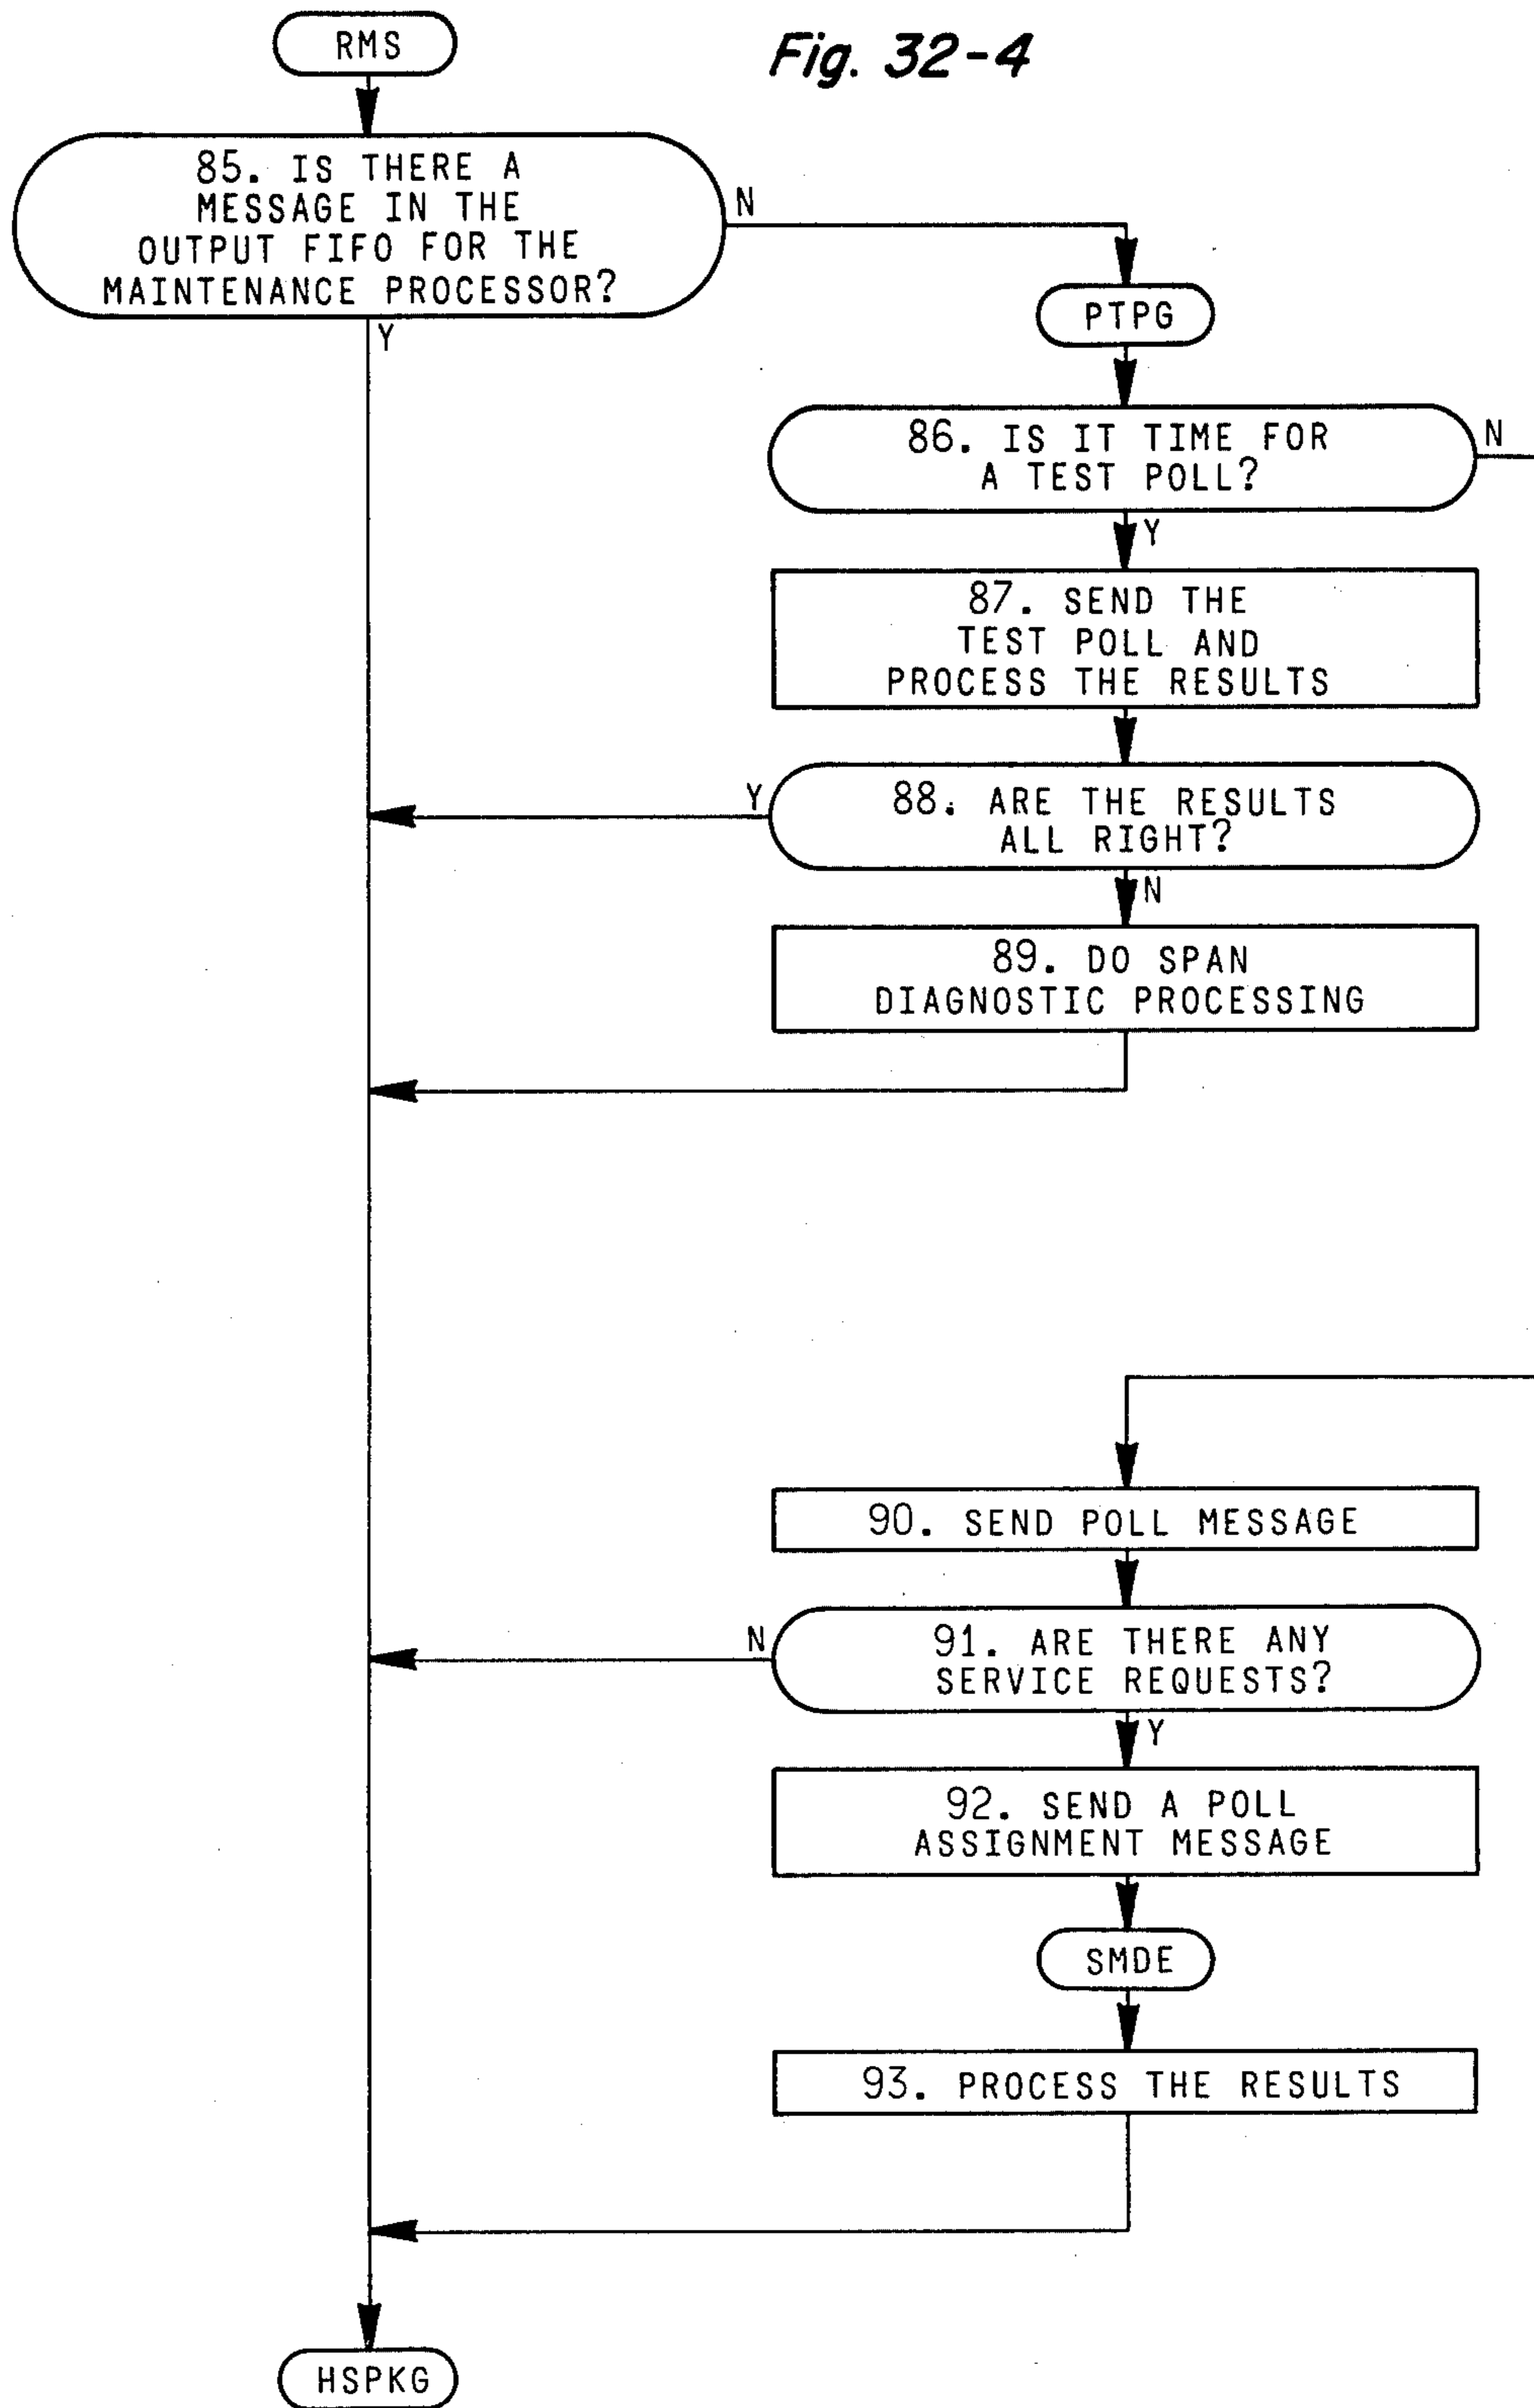 RMS
Fig. 32-4
85. IS THERE A
MESSAGE IN THE
OUTPUT FIFO FOR THE
MAINTENANCE PROCESSOR?
N
Y
PTPG
86. IS IT TIME FOR
A TEST POLL?
N
Y
87. SEND THE
TEST POLL AND
PROCESS THE RESULTS
Y
88. ARE THE RESULTS
ALL RIGHT?
N
89. DO SPAN
DIAGNOSTIC PROCESSING
90. SEND POLL MESSAGE
N
91. ARE THERE ANY
SERVICE REQUESTS?
Y
92. SEND A POLL
ASSIGNMENT MESSAGE
SMDE
93. PROCESS THE RESULTS
HSPKG